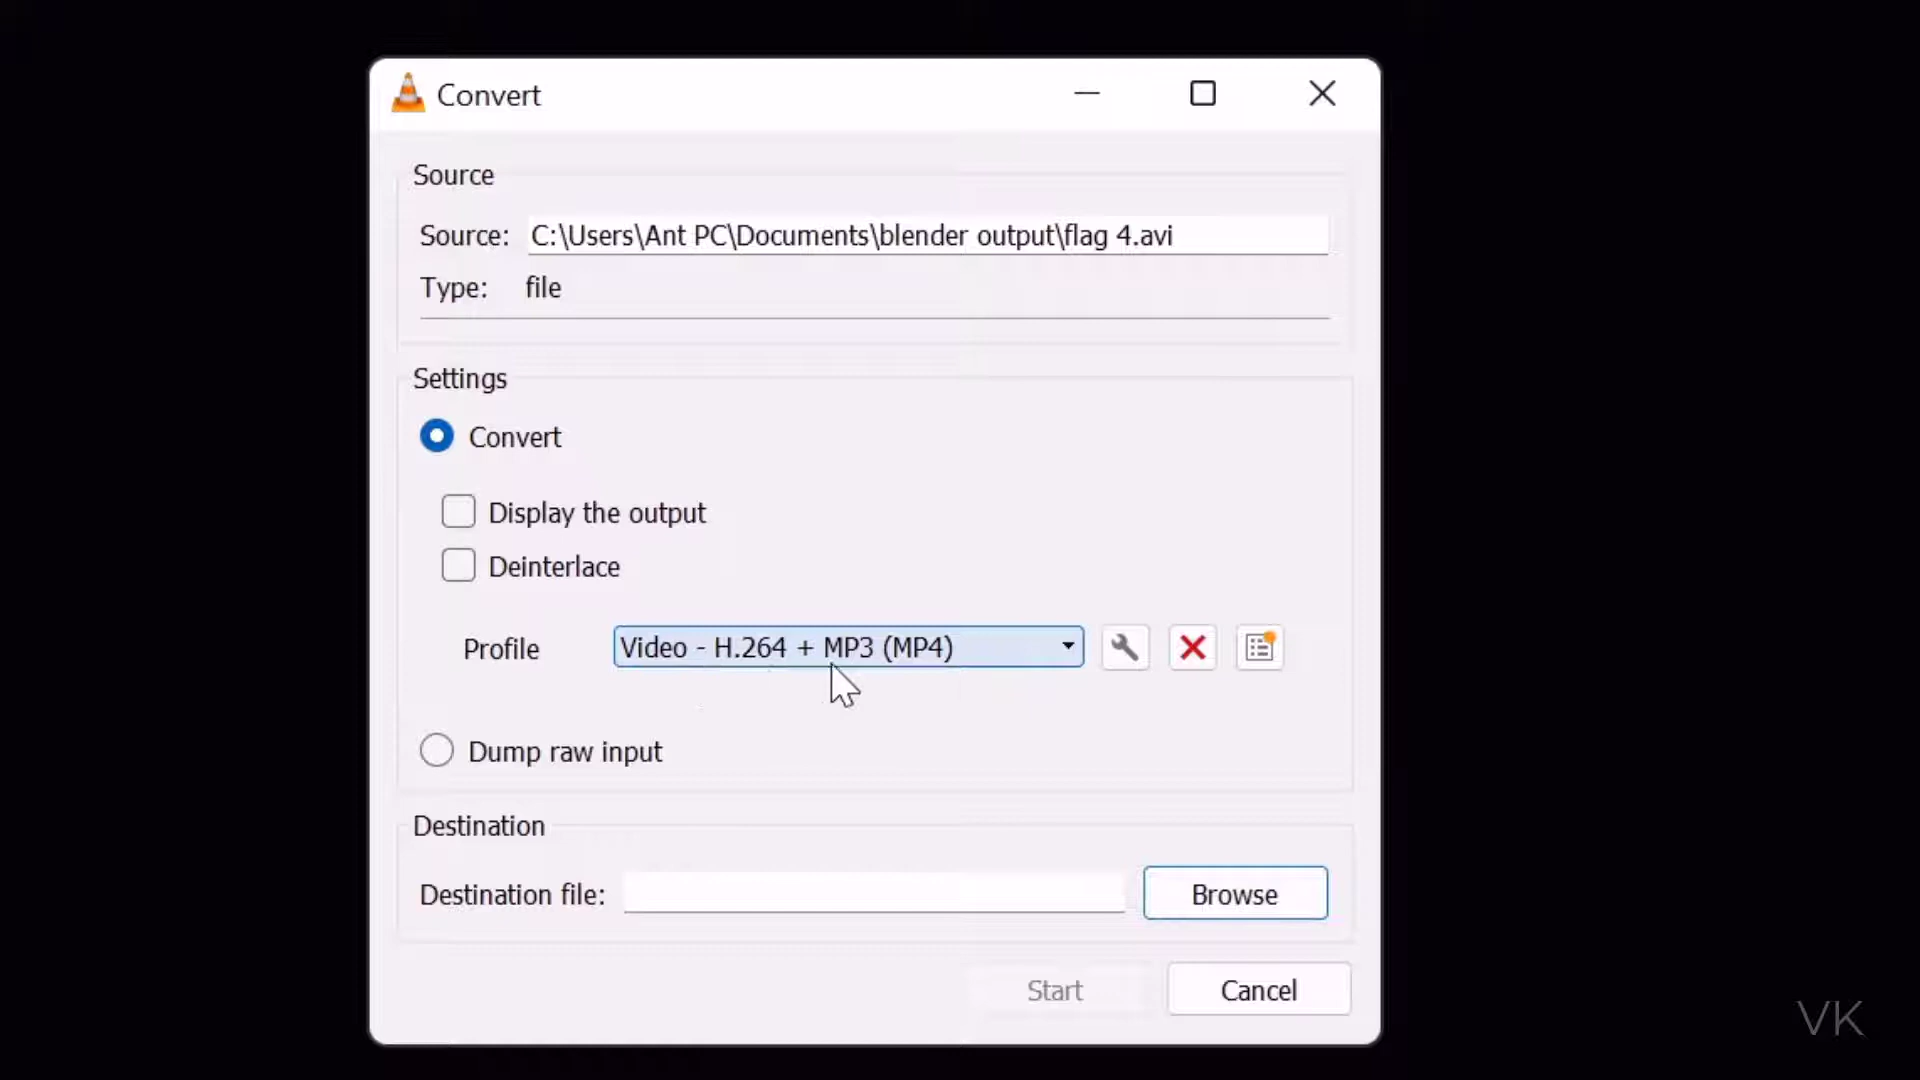 Convert
Source
Source: C:\Users\Ant PC\Documents\blender output\flag 4.avi
Type: file
Settings
Convert
Display the output
Deinterlace
Profile Video - H.264 + MP3 (MP4)
Dump raw input
Destination
Destination file: Browse
Start Cancel
VK